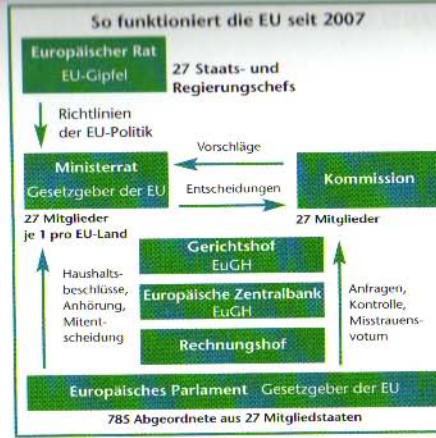 So funktioniert die EU seit 2007
Europäischer Rat
EU-Gipfel
27 Staats- und
Regierungschefs
Richtlinien
der EU-Politik
Vorschläge
Ministerrat
Gesetzgeber der EU
Entscheidungen
Kommission
27 Mitglieder
je 1 pro EU-Land
27 Mitglieder
Gerichtshof
EuGH
Haushalts-
beschlüsse,
Anhörung,
Mitent-
scheidung
Europäische Zentralbank
EuGH
Anfragen,
Kontrolle,
Misstrauens-
votum
Rechnungshof
Europäisches Parlament Gesetzgeber der EU
785 Abgeordnete aus 27 Mitgliedstaaten